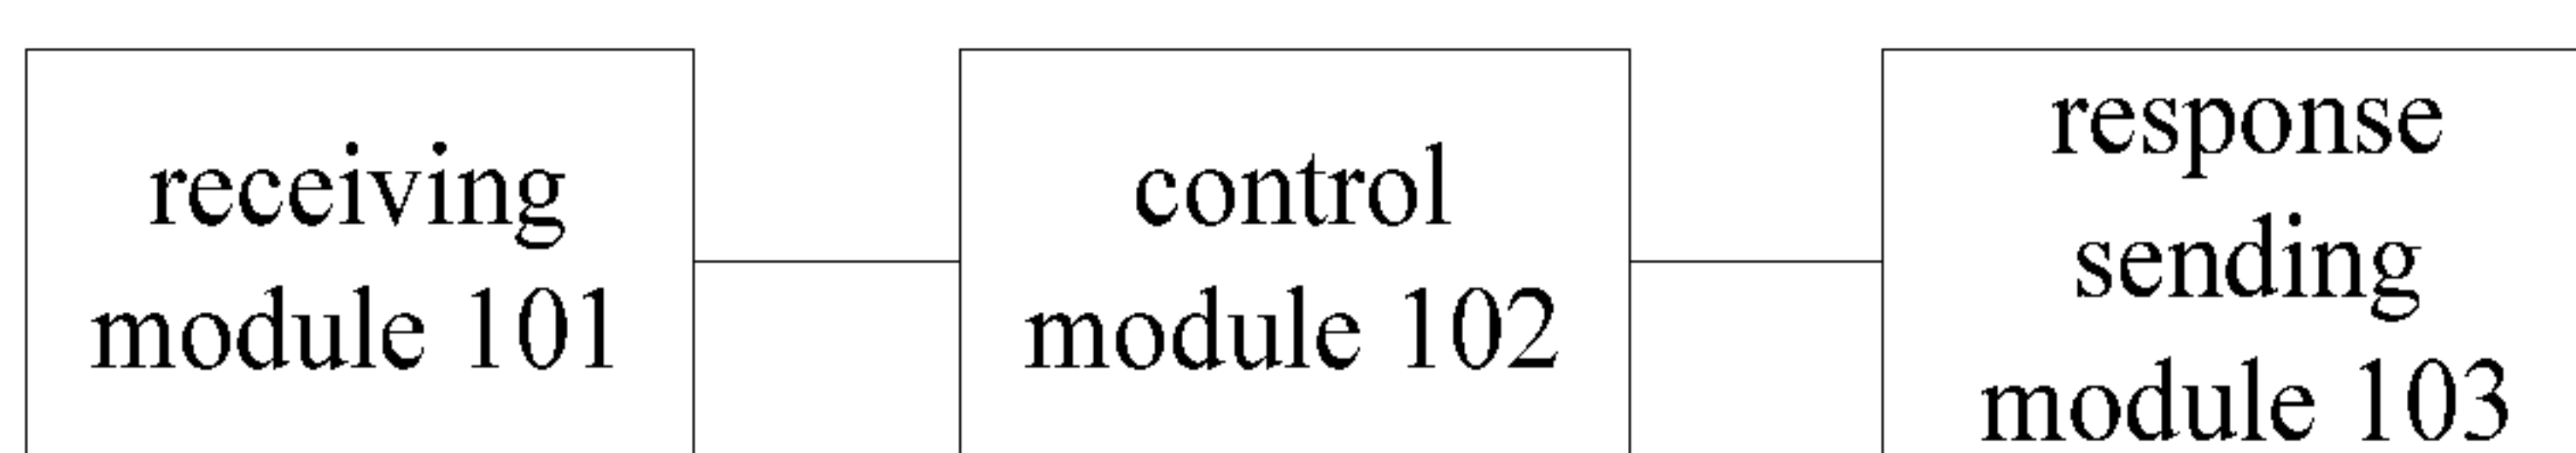 receiving
module 101
control
module 102
response
sending
module 103